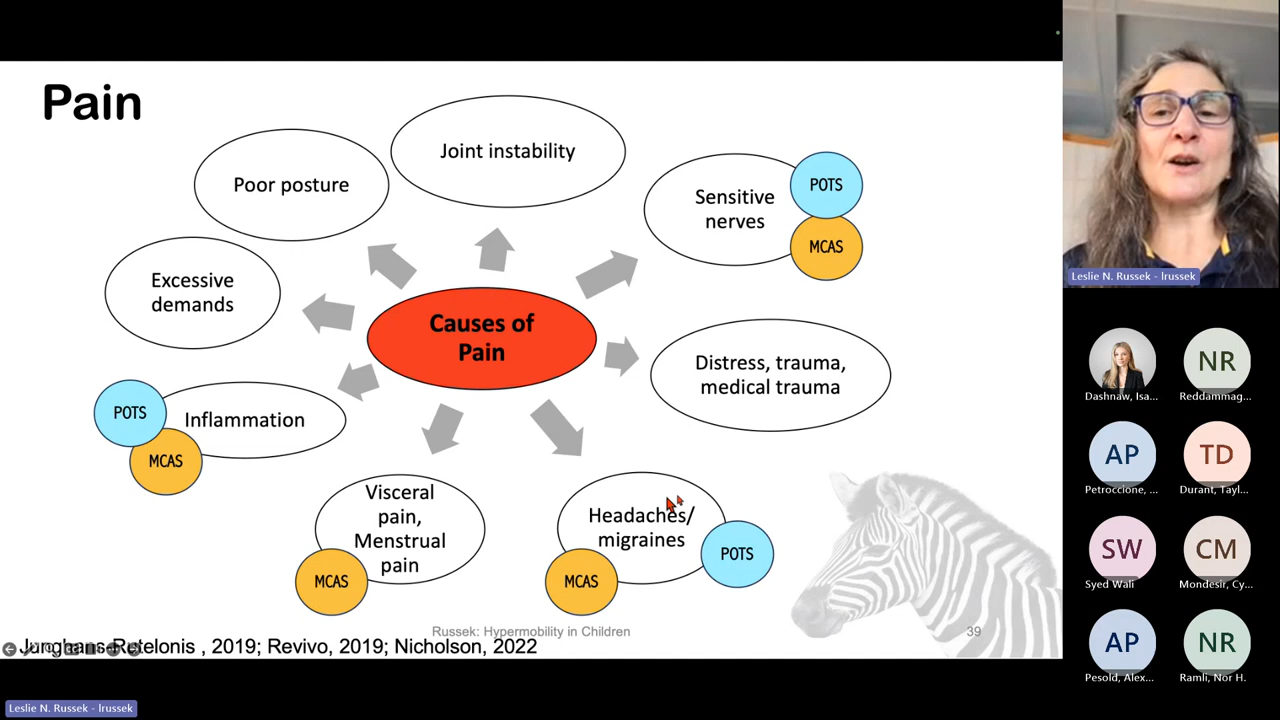 Pain
Joint instability
Poor posture
Sensitive
nerves
POTS
MCAS
Excessive
demands
Causes of
Pain
Distress, trauma,
medical trauma
POTS
MCAS
Inflammation
Visceral
pain,
Menstrual
pain
MCAS
Headaches/
migraines
MCAS
POTS
Russek: Hypermobility in Children
39
Junghans-Rutelonis , 2019; Revivo, 2019; Nicholson, 2022
Leslie N. Russek - lrussek
Leslie N. Russek - lrussek
Dashnaw, Isa...
NR
Reddammag...
AP
Petroccione, ...
TD
Durant, Tayl...
SW
Syed Wali
CM
Mondesir, Cy...
AP
Pesold, Alex...
NR
Ramli, Nor H.